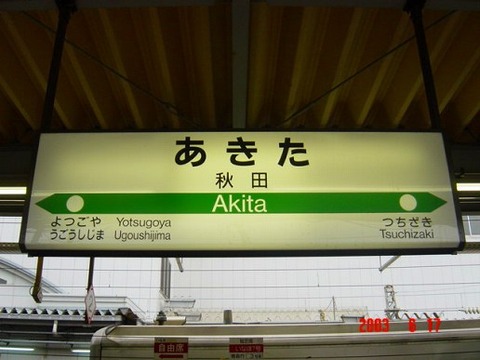 あきた
秋田
Akita
よつごや Yotsugoya
うごうしじま Ugoushijima
つちざき
Tsuchizaki
自由席
2003 8 17